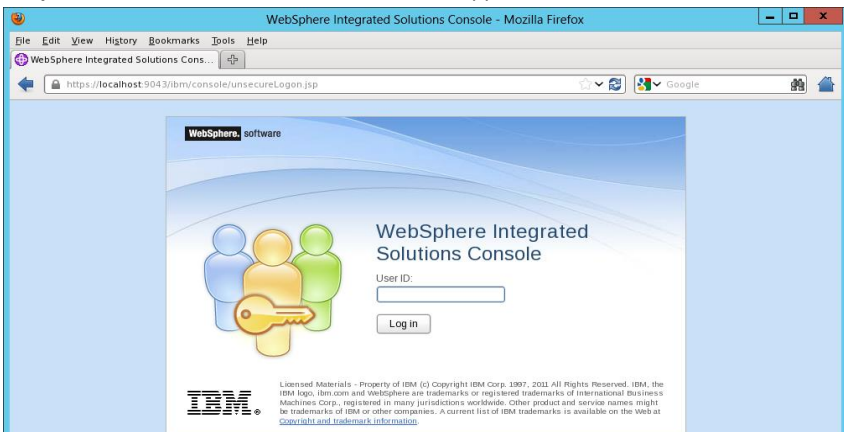 WebSphere Integrated Solutions Console - Mozilla Firefox
File Edit View History Bookmarks Tools Help
WebSphere Integrated Solutions Cons...
https://localhost:9043/ibm/console/unsecureLogon.jsp
Google
WebSphere. software
WebSphere Integrated
Solutions Console
User ID:
Log in
Licensed Materials - Property of IBM (c) Copyright IBM Corp. 1997, 2011 All Rights Reserved. IBM, the
IBM logo, ibm.com and WebSphere are trademarks or registered trademarks of International Business
Machines Corp., registered in many jurisdictions worldwide. Other product and service names might
be trademarks of IBM or other companies. A current list of IBM trademarks is available on the Web at
Copyright and trademark information.
IBM®